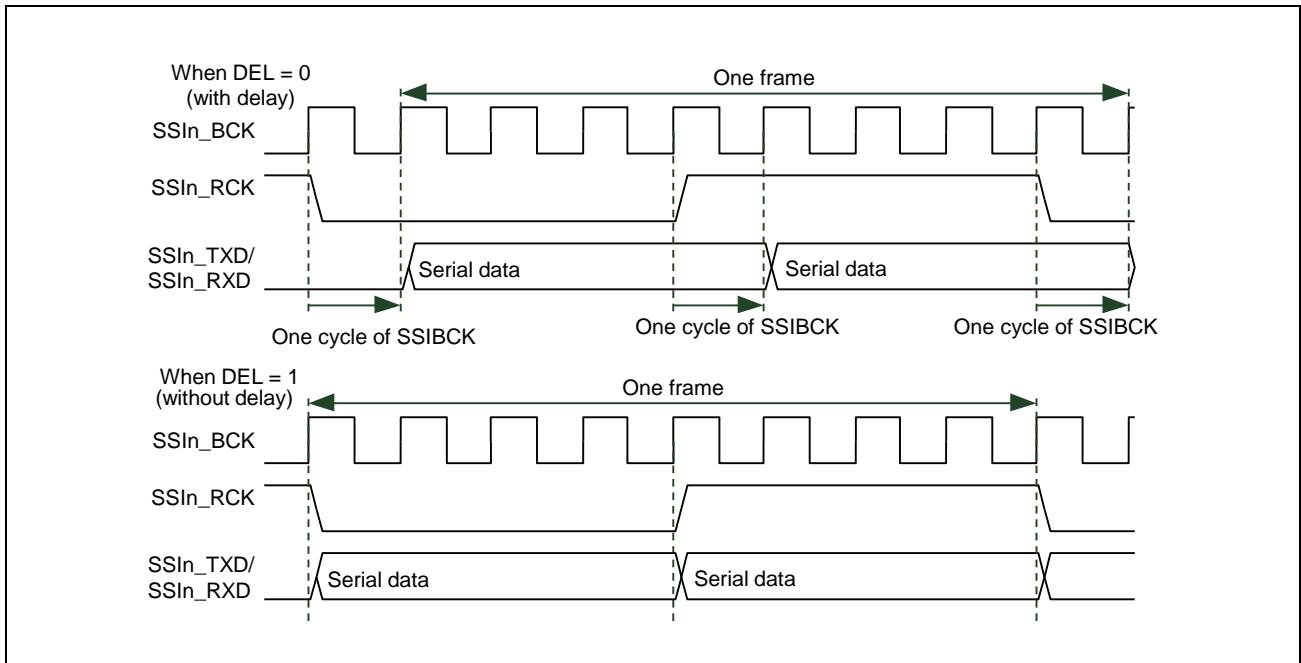 When DEL = 0
(with delay)
One frame
SSIn_BCK
SSIn_RCK
SSIn_TXD/
SSIn_RXD
Serial data
Serial data
One cycle of SSIBCK
One cycle of SSIBCK
One cycle of SSIBCK
When DEL = 1
(without delay)
One frame
SSIn_BCK
SSIn_RCK
SSIn_TXD/
SSIn_RXD
Serial data
Serial data